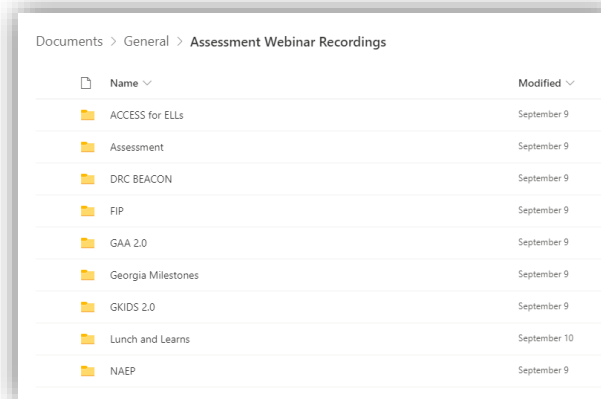 Documents > General > Assessment Webinar Recordings
Name Modified
ACCESS for ELLs September 9
Assessment September 9
DRC BEACON September 9
FIP September 9
GAA 2.0 September 9
Georgia Milestones September 9
GKIDS 2.0 September 9
Lunch and Learns September 10
NAEP September 9